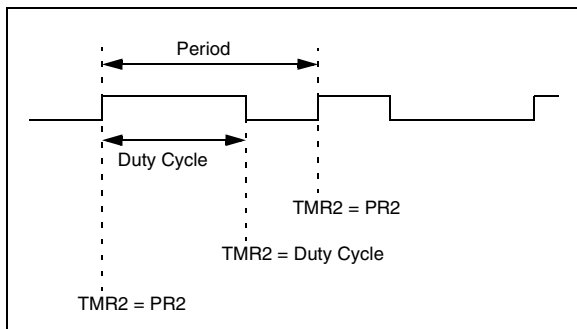 Period
Duty Cycle
TMR2 = PR2
TMR2 = Duty Cycle
TMR2 = PR2